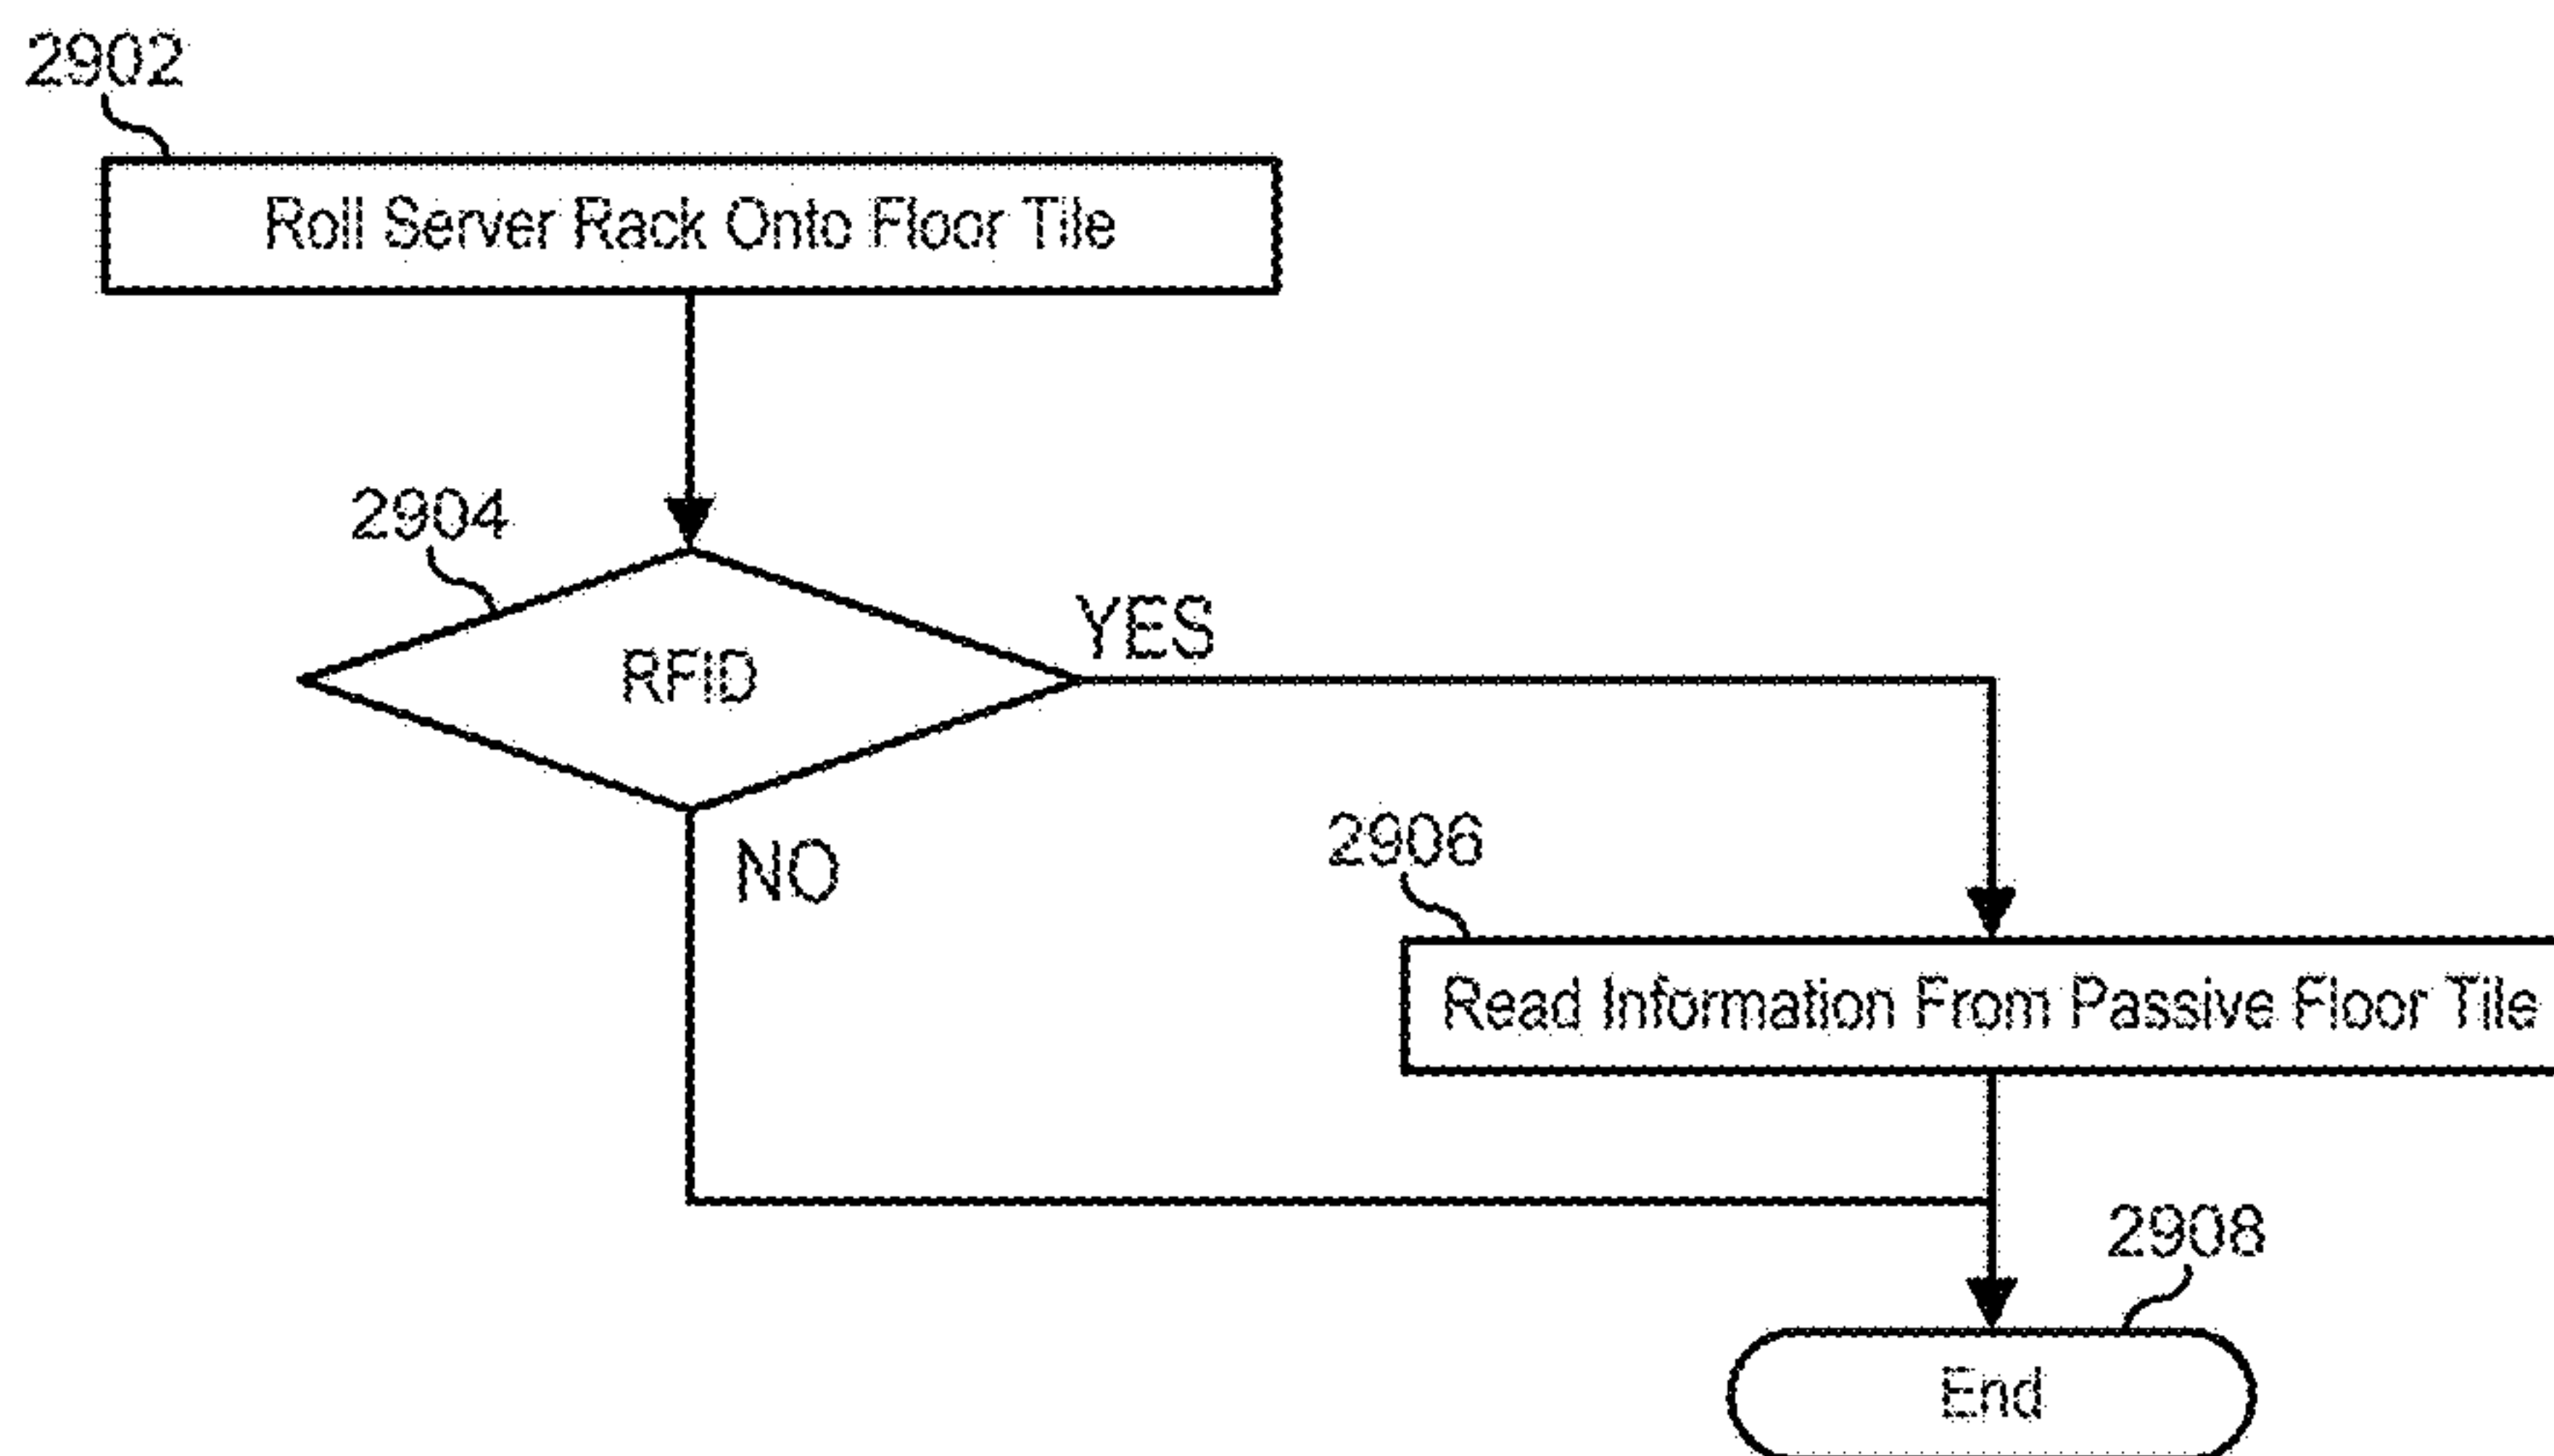 2902
Roll Server Rack Onto Floor Tile
2904
RFID
YES
NO
2906
Read Information From Passive Floor Tile
2908
End